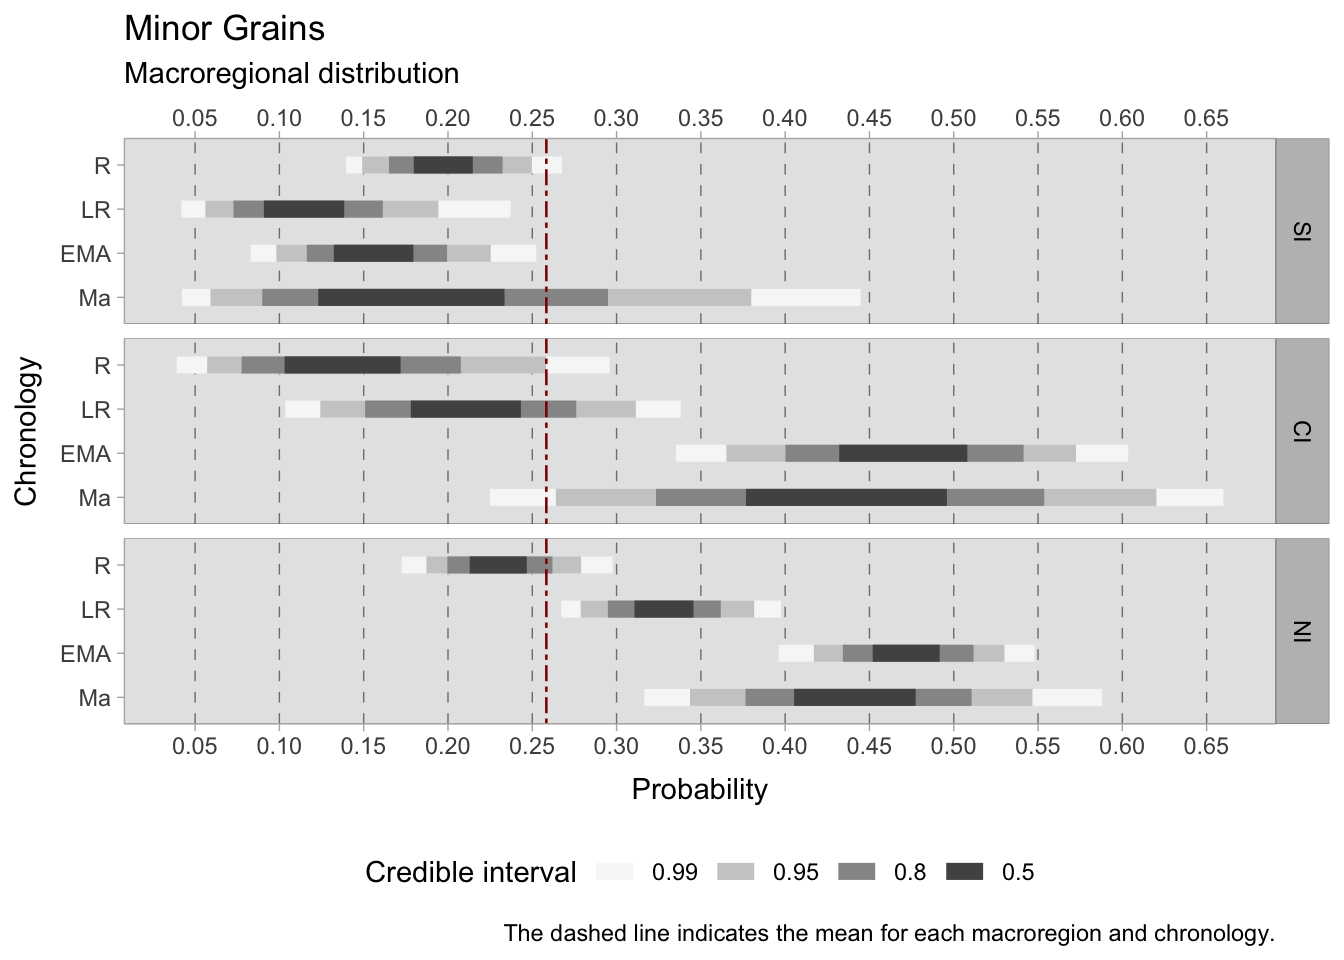 Minor Grains
Macroregional distribution
0.05 0.10 0.15 0.20 0.25 0.30 0.35 0.40 0.45 0.50 0.55 0.60 0.65
R
LR
EMA
Ma
SI
R
LR
EMA
Ma
CI
R
LR
EMA
Ma
NI
Chronology
0.05 0.10 0.15 0.20 0.25 0.30 0.35 0.40 0.45 0.50 0.55 0.60 0.65
Probability
Credible interval 0.99 0.95 0.8 0.5
The dashed line indicates the mean for each macroregion and chronology.